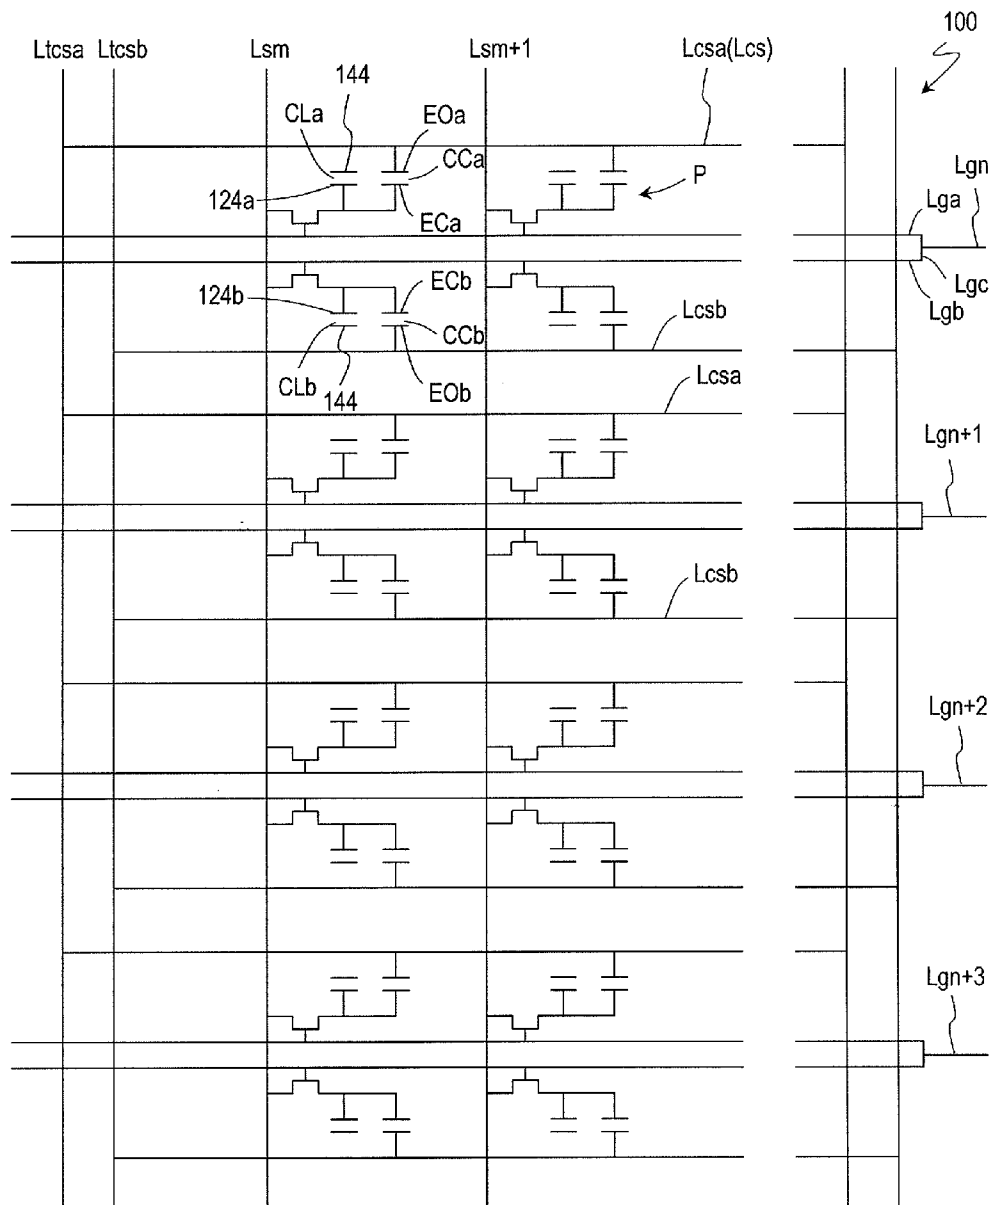 100
Ltcsa Ltcsb Lsm Lsm+1 Lcsa(Lcs)
144
CLa EOa
CCa
124a ECa P Lga Lgn
Lgc
Lgb
124b ECb
CCb Lcsb
CLb 144 EOb
Lcsa
Lgn+1
Lcsb
Lgn+2
Lgn+3